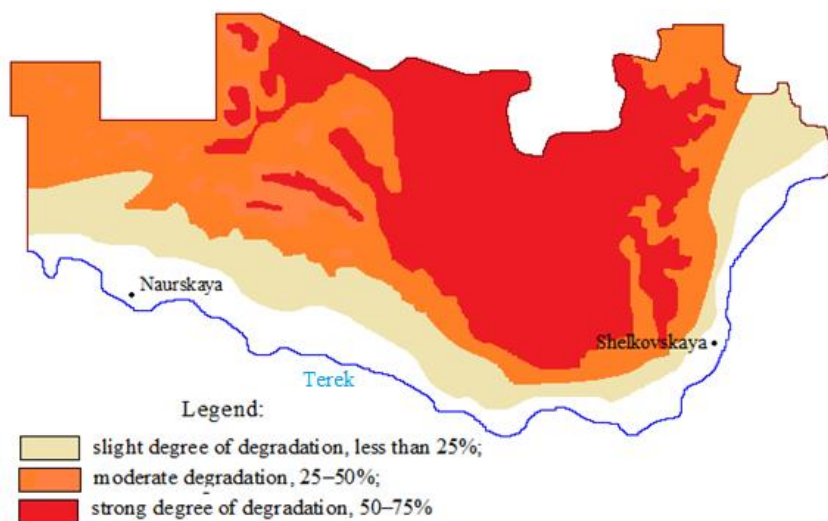 Naurskaya
Shelkovskaya
Terek
Legend:
slight degree of degradation, less than 25%;
moderate degradation, 25–50%;
strong degree of degradation, 50–75%